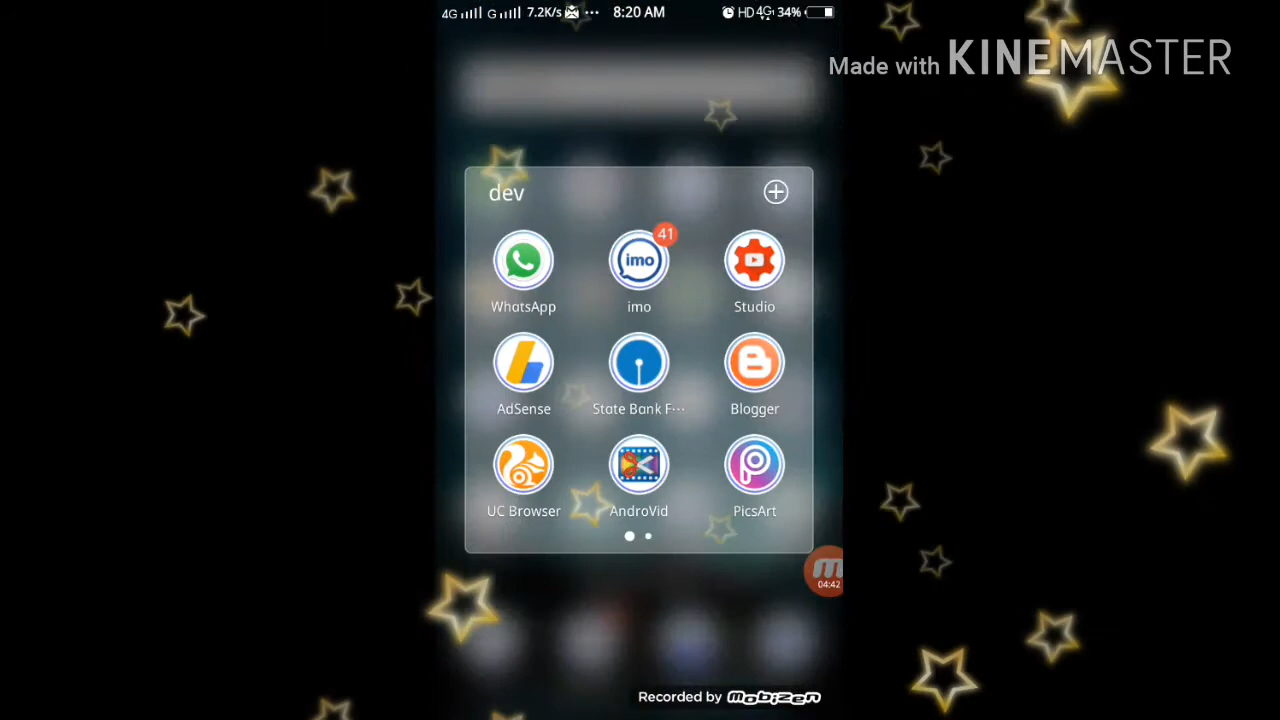 4G G 7.2K/s ··· 8:20 AM HD 4G 34%
Made with KINEMASTER
dev
41
imo
WhatsApp imo Studio
AdSense State Bank F··· Blogger
UC Browser AndroVid PicsArt
04:42
Recorded by mobizen